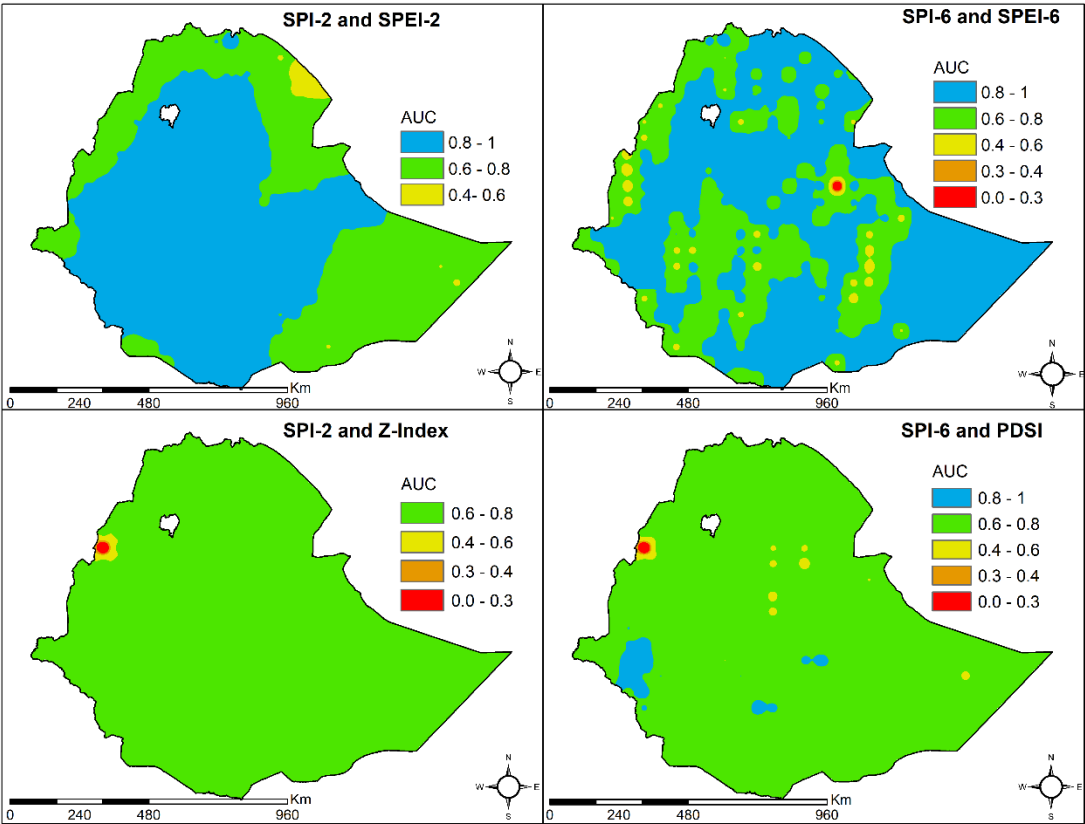 SPI-2 and SPEI-2
AUC
0.8 - 1
0.6 - 0.8
0.4- 0.6
N
W E
S
Km
0 240 480 960
SPI-6 and SPEI-6
AUC
0.8 - 1
0.6 - 0.8
0.4 - 0.6
0.3 - 0.4
0.0 - 0.3
N
W E
S
Km
0 240 480 960
SPI-2 and Z-Index
AUC
0.6 - 0.8
0.4 - 0.6
0.3 - 0.4
0.0 - 0.3
N
W E
S
Km
0 240 480 960
SPI-6 and PDSI
AUC
0.8 - 1
0.6 - 0.8
0.4 - 0.6
0.3 - 0.4
0.0 - 0.3
N
W E
S
Km
0 240 480 960